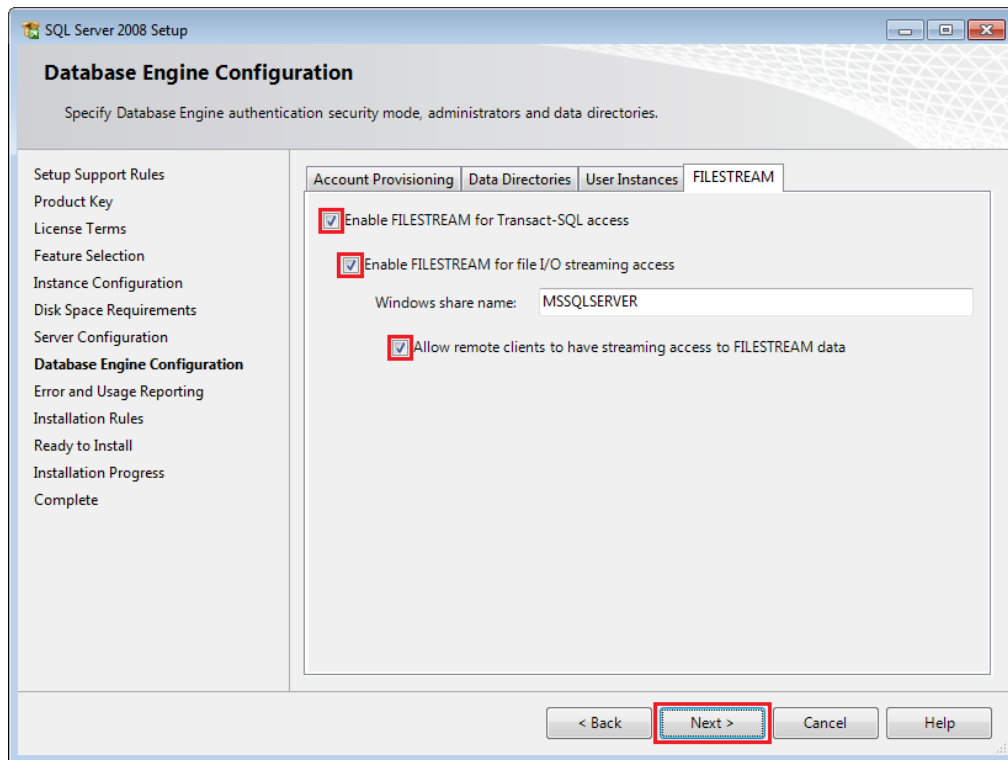 SQL Server 2008 Setup
Database Engine Configuration
Specify Database Engine authentication security mode, administrators and data directories.
Setup Support Rules
Product Key
License Terms
Feature Selection
Instance Configuration
Disk Space Requirements
Server Configuration
Database Engine Configuration
Error and Usage Reporting
Installation Rules
Ready to Install
Installation Progress
Complete
Account Provisioning Data Directories User Instances FILESTREAM
Enable FILESTREAM for Transact-SQL access
Enable FILESTREAM for file I/O streaming access
Windows share name: MSSQLSERVER
Allow remote clients to have streaming access to FILESTREAM data
< Back Next > Cancel Help